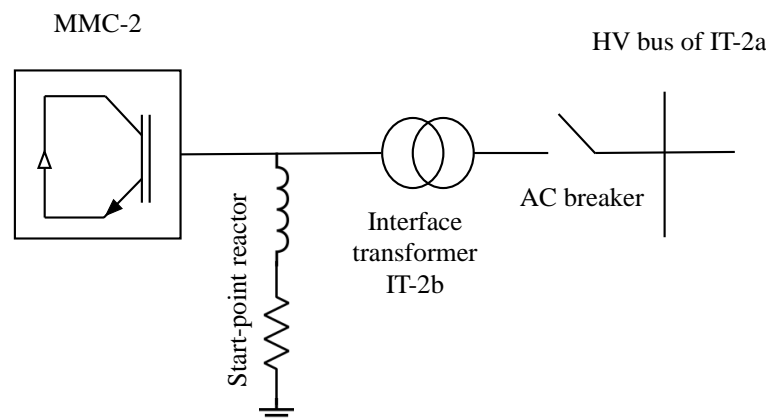 MMC-2
HV bus of IT-2a
AC breaker
Interface
transformer
IT-2b
Start-point reactor